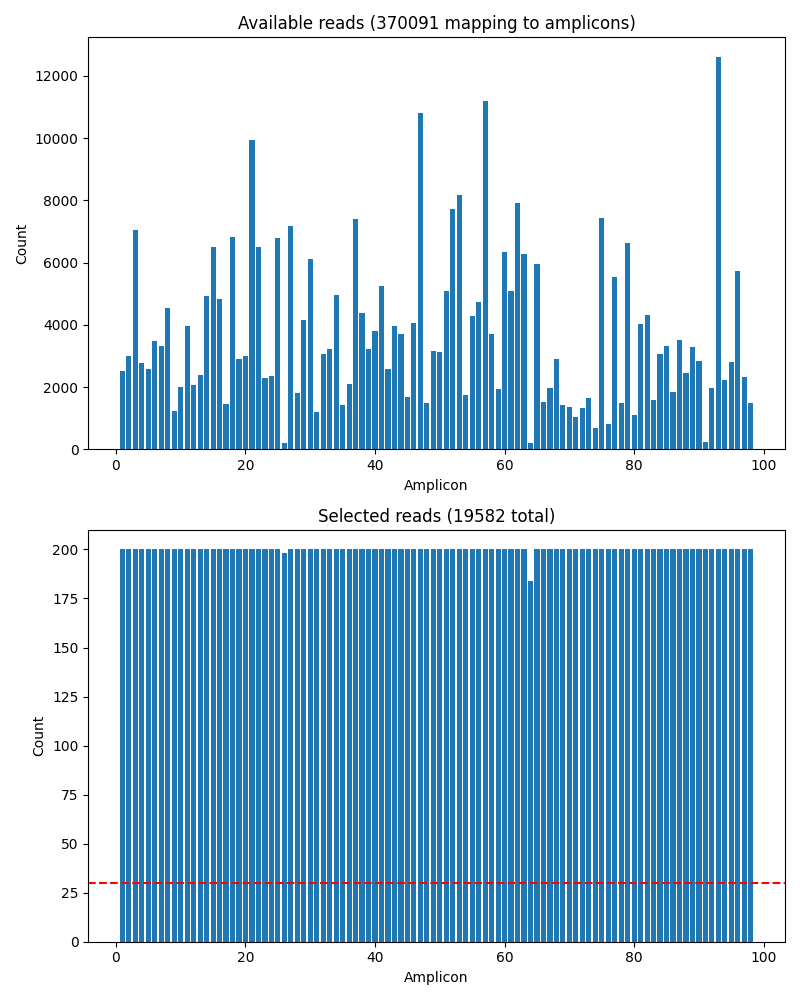 Available reads (370091 mapping to amplicons)
12000
10000
8000
6000
4000
2000
0
Count
0 20 40 60 80 100
Amplicon
Selected reads (19582 total)
200
175
150
125
100
75
50
25
0
Count
0 20 40 60 80 100
Amplicon